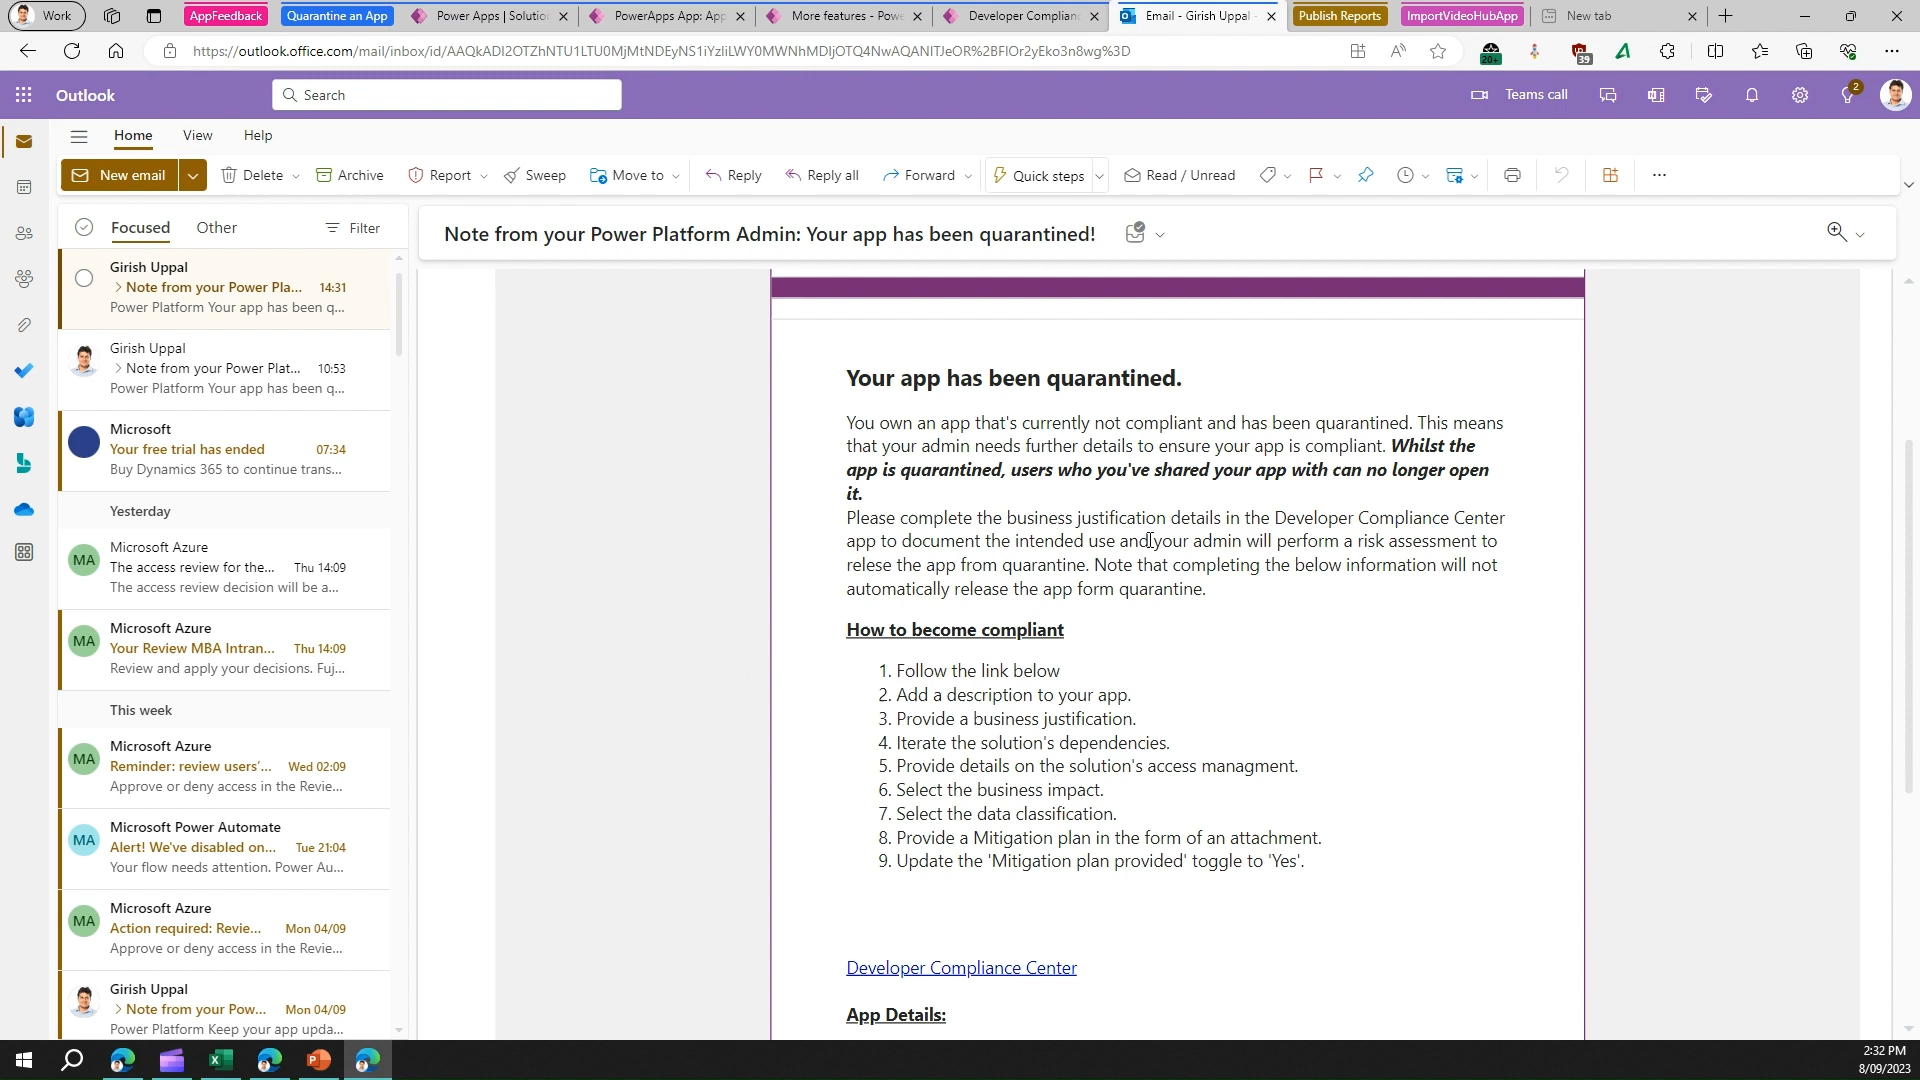 Work
AppFeedback
Quarantine an App
Power Apps | Solutio
PowerApps App: App
More features - Powe
Developer Complianc
Email - Girish Uppal
Publish Reports
ImportVideoHubApp
New tab
https://outlook.office.com/mail/inbox/id/AAQkADI2OTZhNTU1LTU0MjMtNDEyNS1iYzliLWY0MWNhMDIjOTQ4NwAQANITJeOR%2BFlOr2yEko3n8wg%3D
20+
39
Outlook
Search
Teams call
2
Home
View
Help
New email
Delete
Archive
Report
Sweep
Move to
Reply
Reply all
Forward
Quick steps
Read / Unread
Focused
Other
Filter
Note from your Power Platform Admin: Your app has been quarantined!
Girish Uppal
Note from your Power Pla... 14:31
Power Platform Your app has been q...
Girish Uppal
Note from your Power Plat... 10:53
Power Platform Your app has been q...
Microsoft
Your free trial has ended 07:34
Buy Dynamics 365 to continue trans...
Yesterday
MA
Microsoft Azure
The access review for the... Thu 14:09
The access review decision will be a...
MA
Microsoft Azure
Your Review MBA Intran... Thu 14:09
Review and apply your decisions. Fuj...
This week
MA
Microsoft Azure
Reminder: review users'... Wed 02:09
Approve or deny access in the Revie...
MA
Microsoft Power Automate
Alert! We've disabled on... Tue 21:04
Your flow needs attention. Power Au...
MA
Microsoft Azure
Action required: Revie... Mon 04/09
Approve or deny access in the Revie...
Girish Uppal
Note from your Pow... Mon 04/09
Power Platform Keep your app upda...
Your app has been quarantined.
You own an app that's currently not compliant and has been quarantined. This means
that your admin needs further details to ensure your app is compliant. Whilst the
app is quarantined, users who you've shared your app with can no longer open
it.
Please complete the business justification details in the Developer Compliance Center
app to document the intended use and your admin will perform a risk assessment to
relese the app from quarantine. Note that completing the below information will not
automatically release the app form quarantine.
How to become compliant
1. Follow the link below
2. Add a description to your app.
3. Provide a business justification.
4. Iterate the solution's dependencies.
5. Provide details on the solution's access managment.
6. Select the business impact.
7. Select the data classification.
8. Provide a Mitigation plan in the form of an attachment.
9. Update the 'Mitigation plan provided' toggle to 'Yes'.
Developer Compliance Center
App Details:
2:32 PM
8/09/2023